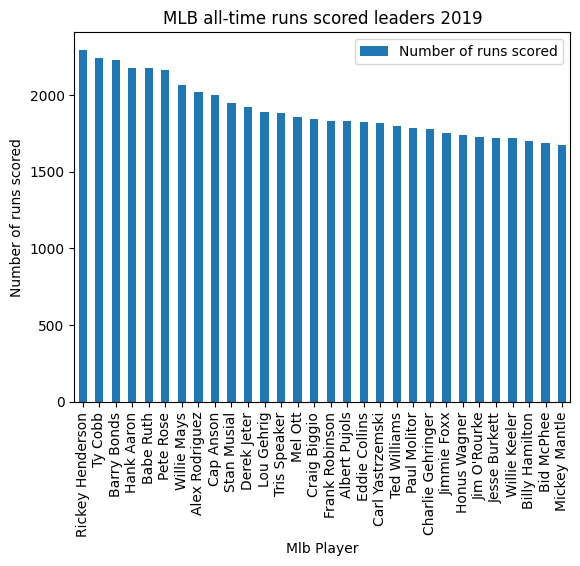 MLB all-time runs scored leaders 2019
Number of runs scored
Number of runs scored
2000
1500
1000
500
0
Rickey Henderson
Ty Cobb
Barry Bonds
Hank Aaron
Babe Ruth
Pete Rose
Willie Mays
Alex Rodriguez
Cap Anson
Stan Musial
Derek Jeter
Lou Gehrig
Tris Speaker
Mel Ott
Craig Biggio
Frank Robinson
Albert Pujols
Eddie Collins
Carl Yastrzemski
Ted Williams
Paul Molitor
Charlie Gehringer
Jimmie Foxx
Honus Wagner
Jim O'Rourke
Jesse Burkett
Willie Keeler
Billy Hamilton
Bid McPhee
Mickey Mantle
Mlb Player